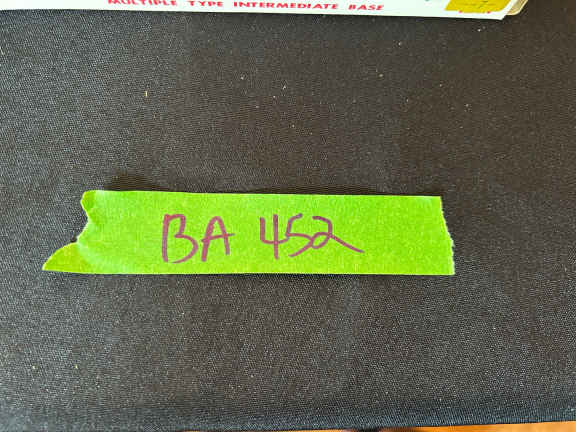 MULTIPLE TYPE INTERMEDIATE BASE
BA 452